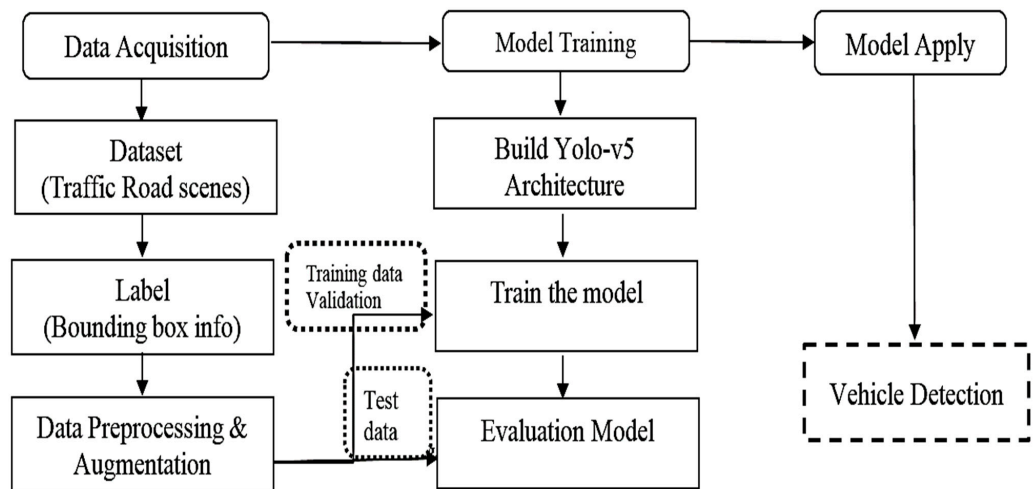 Data Acquisition
Model Training
Model Apply
Dataset
(Traffic Road scenes)
Build Yolo-v5
Architecture
Label
(Bounding box info)
Training data
Validation
Train the model
Vehicle Detection
Data Preprocessing &
Augmentation
Test
data
Evaluation Model